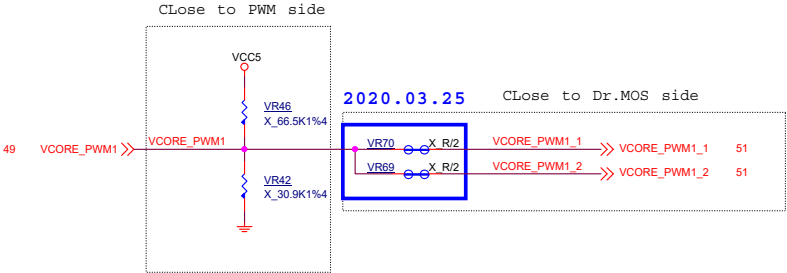 CLose to PWM side
VCC5
VR46
X_66.5K1%4
2020.03.25
CLose to Dr.MOS side
49 VCORE_PWM1 VCORE_PWM1
VR70 X_R/2 VCORE_PWM1_1 VCORE_PWM1_1 51
VR69 X_R/2 VCORE_PWM1_2 VCORE_PWM1_2 51
VR42
X_30.9K1%4